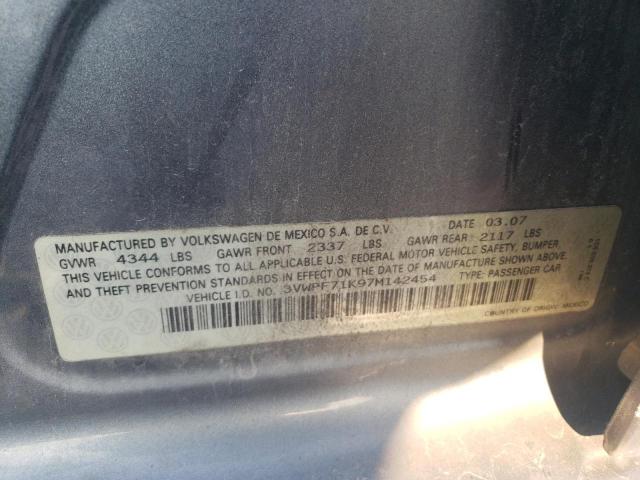 MANUFACTURED BY VOLKSWAGEN DE MEXICO S.A. DE C.V. DATE 03.07
GVWR 4344 LBS GAWR FRONT 2337 LBS GAWR REAR 2117 LBS
THIS VEHICLE CONFORMS TO ALL APPLICABLE U.S. FEDERAL MOTOR VEHICLE SAFETY, BUMPER,
AND THEFT PREVENTION STANDARDS IN EFFECT ON THE DATE OF MANUFACTURE SHOWN ABOVE.
VEHICLE I.D. NO. 3VWPF71K97M142454 TYPE: PASSENGER CAR
COUNTRY OF ORIGIN: MEXICO